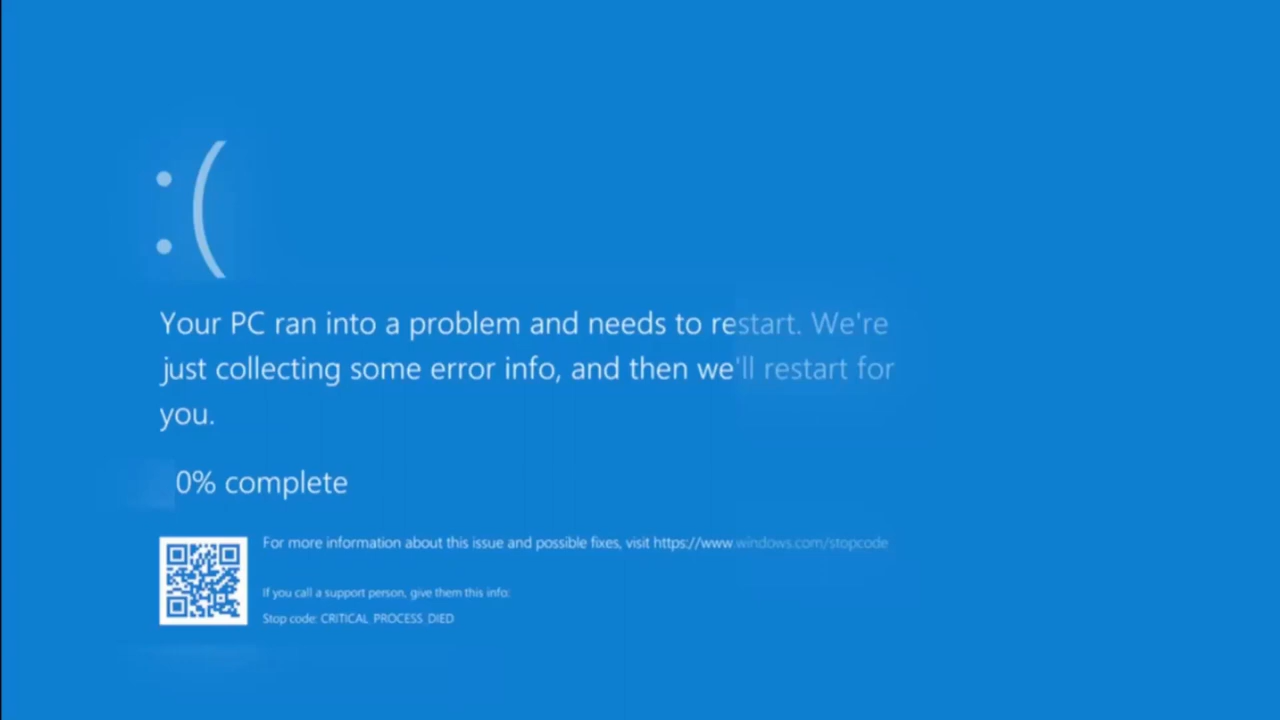 :(
Your PC ran into a problem and needs to restart. We're
just collecting some error info, and then we'll restart for
you.
0% complete
For more information about this issue and possible fixes, visit https://www.windows.com/stopcode
If you call a support person, give them this info:
Stop code: CRITICAL_PROCESS_DIED